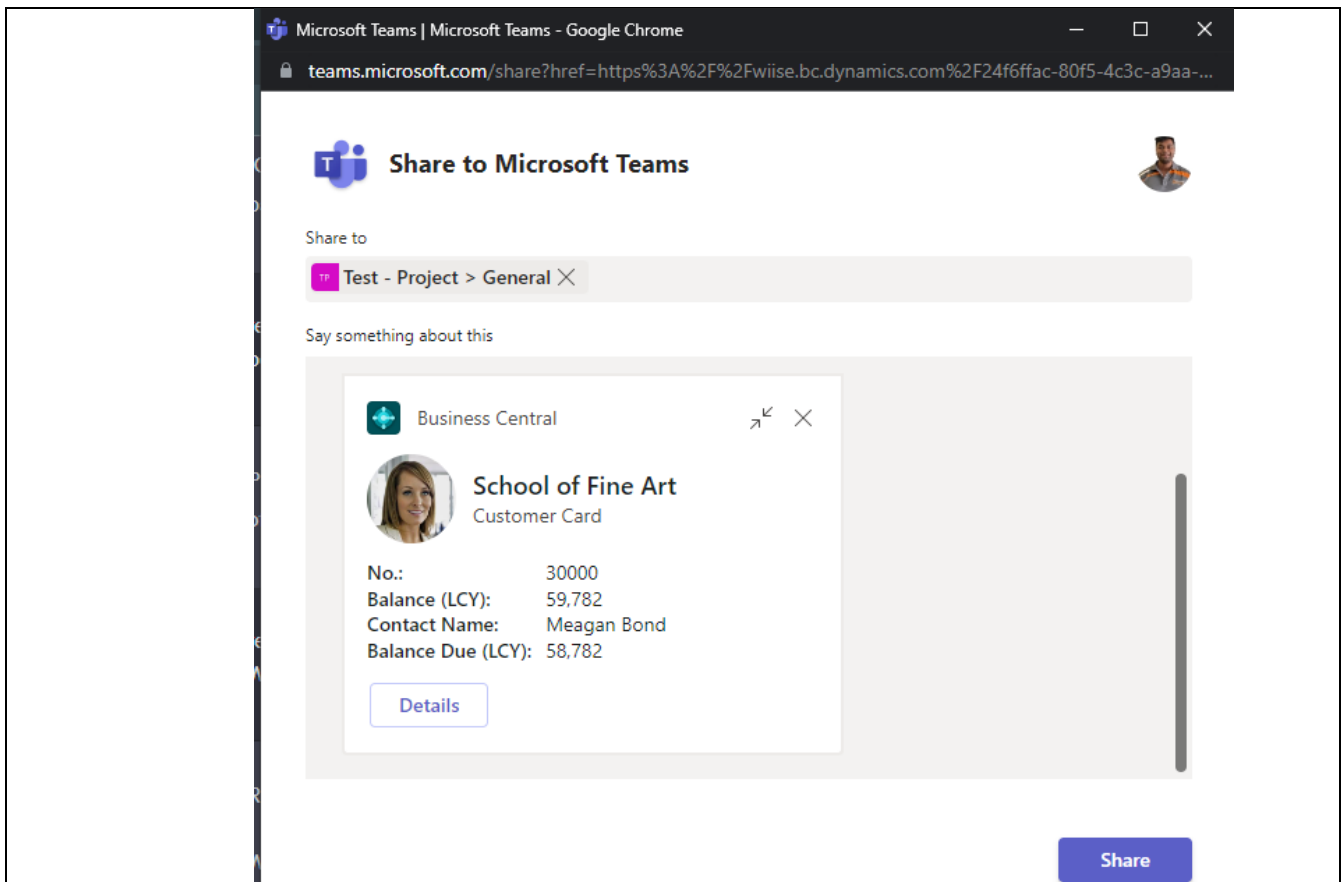 Microsoft Teams | Microsoft Teams - Google Chrome
teams.microsoft.com/share?href=https%3A%2F%2Fwiise.bc.dynamics.com%2F24f6ffac-80f5-4c3c-a9aa-...
T Share to Microsoft Teams
Share to
TP Test - Project > General
Say something about this
Business Central
School of Fine Art
Customer Card
No.: 30000
Balance (LCY): 59,782
Contact Name: Meagan Bond
Balance Due (LCY): 58,782
Details
Share